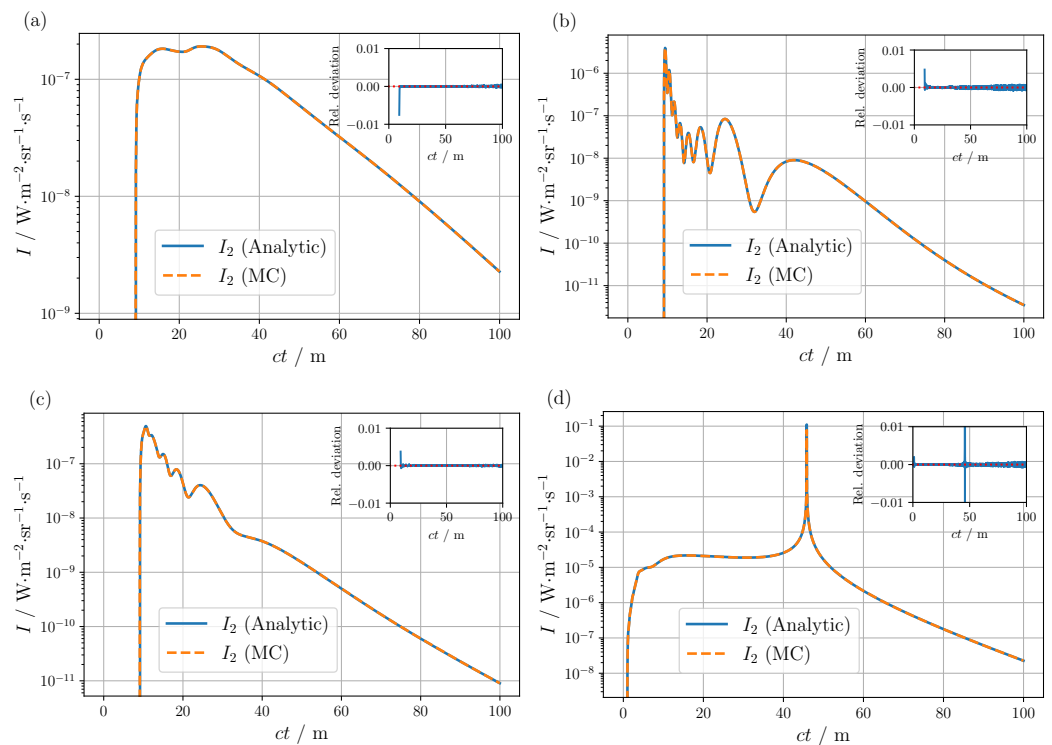 (a)
I / W·m⁻²·sr⁻¹·s⁻¹
10⁻⁷
10⁻⁸
10⁻⁹
0 20 40 60 80 100
ct / m
I₂ (Analytic)
I₂ (MC)
Rel. deviation
0.01
0.00
−0.01
0 50 100
ct / m
(b)
I / W·m⁻²·sr⁻¹·s⁻¹
10⁻⁶
10⁻⁷
10⁻⁸
10⁻⁹
10⁻¹⁰
10⁻¹¹
0 20 40 60 80 100
ct / m
I₂ (Analytic)
I₂ (MC)
Rel. deviation
0.01
0.00
−0.01
0 50 100
ct / m
(c)
I / W·m⁻²·sr⁻¹·s⁻¹
10⁻⁷
10⁻⁸
10⁻⁹
10⁻¹⁰
10⁻¹¹
0 20 40 60 80 100
ct / m
I₂ (Analytic)
I₂ (MC)
Rel. deviation
0.01
0.00
−0.01
0 50 100
ct / m
(d)
I / W·m⁻²·sr⁻¹·s⁻¹
10⁻¹
10⁻²
10⁻³
10⁻⁴
10⁻⁵
10⁻⁶
10⁻⁷
10⁻⁸
0 20 40 60 80 100
ct / m
I₂ (Analytic)
I₂ (MC)
Rel. deviation
0.01
0.00
−0.01
0 50 100
ct / m